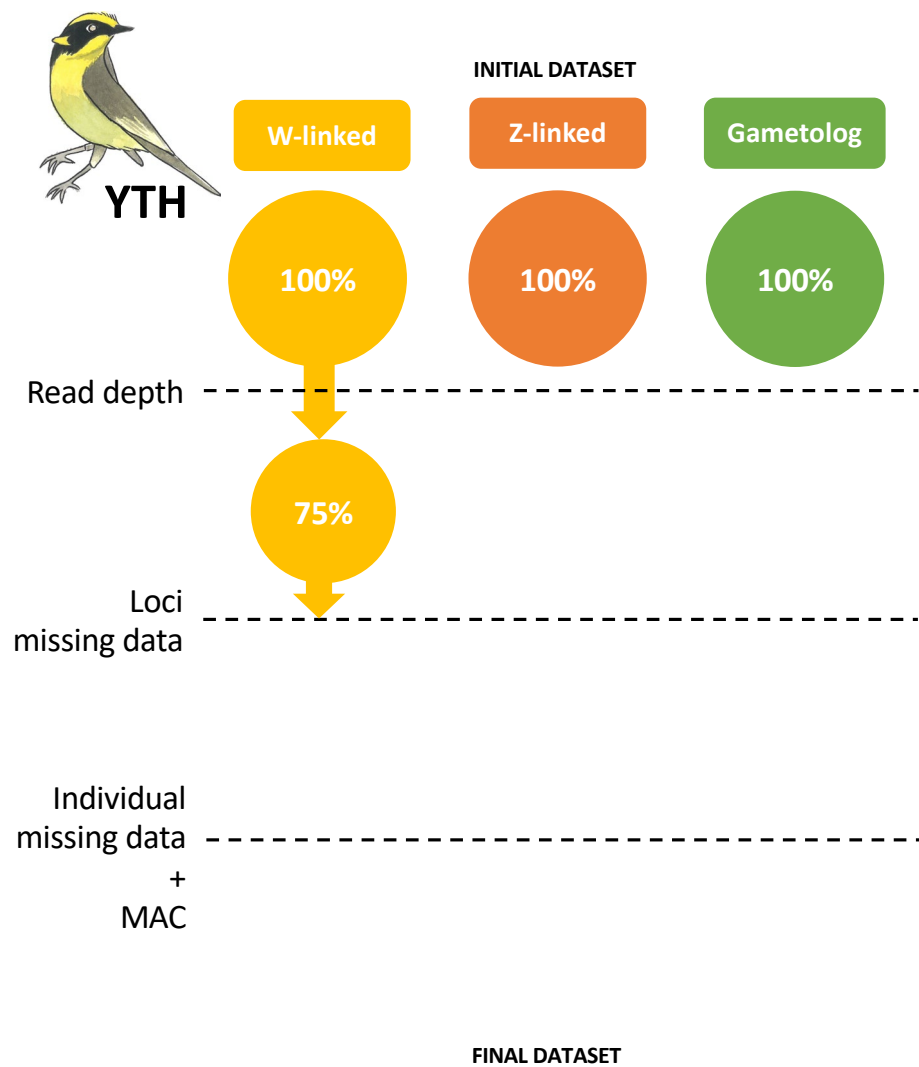 INITIAL DATASET
W-linked
Z-linked
Gametolog
YTH
100%
100%
100%
Read depth
75%
Loci
missing data
Individual
missing data
+
MAC
FINAL DATASET